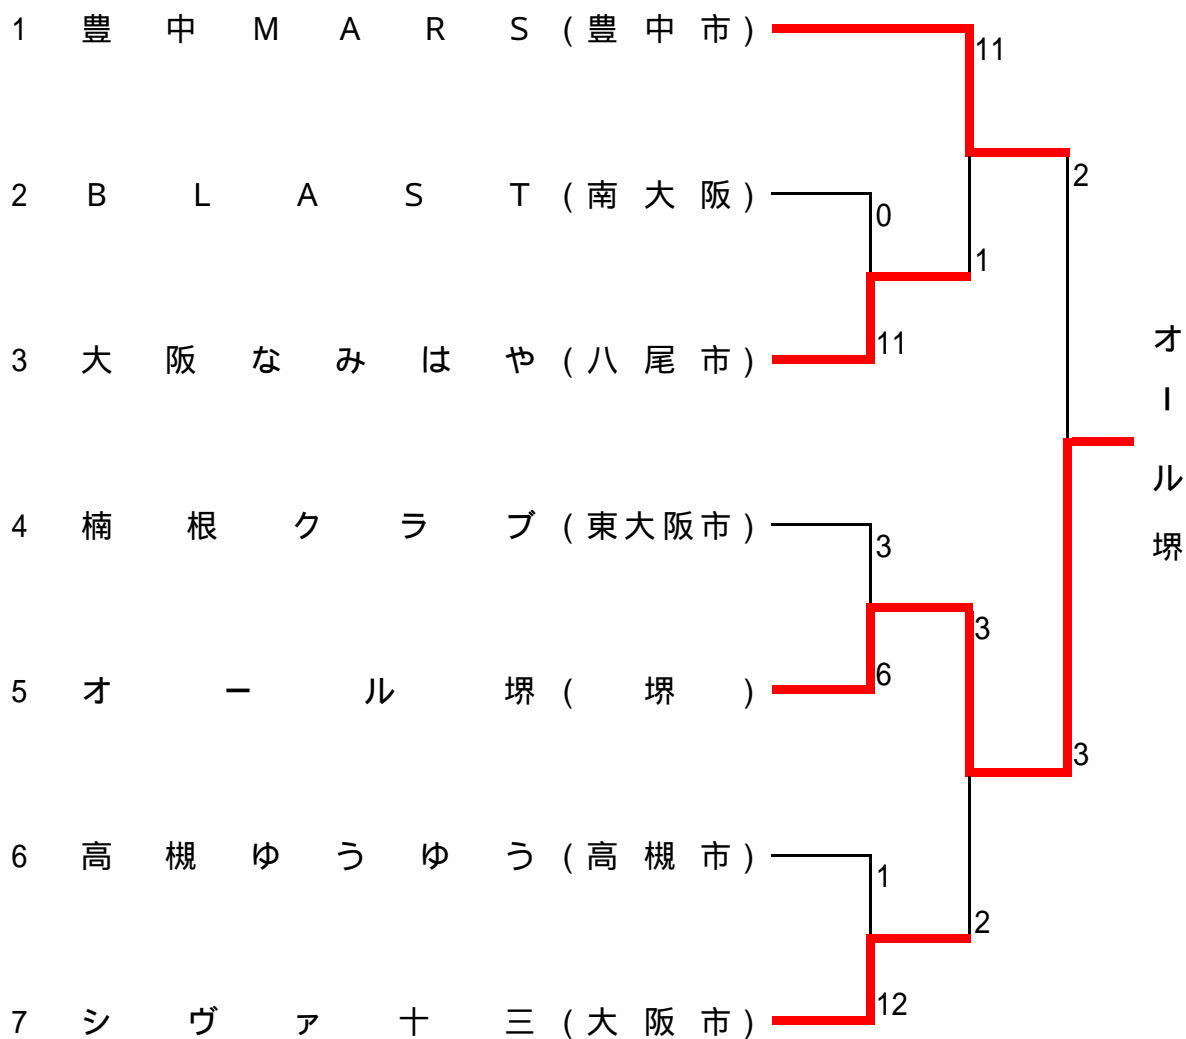 1 豊中MARS(豊中市)
11
2
2 BLAST(南大阪)
0
1
3 大阪なみはや(八尾市)
11
オール堺
4 楠根クラブ(東大阪市)
3
3
5 オール堺(堺)
6
3
6 高槻ゆうゆう(高槻市)
1
2
7 シヴァ十三(大阪市)
12